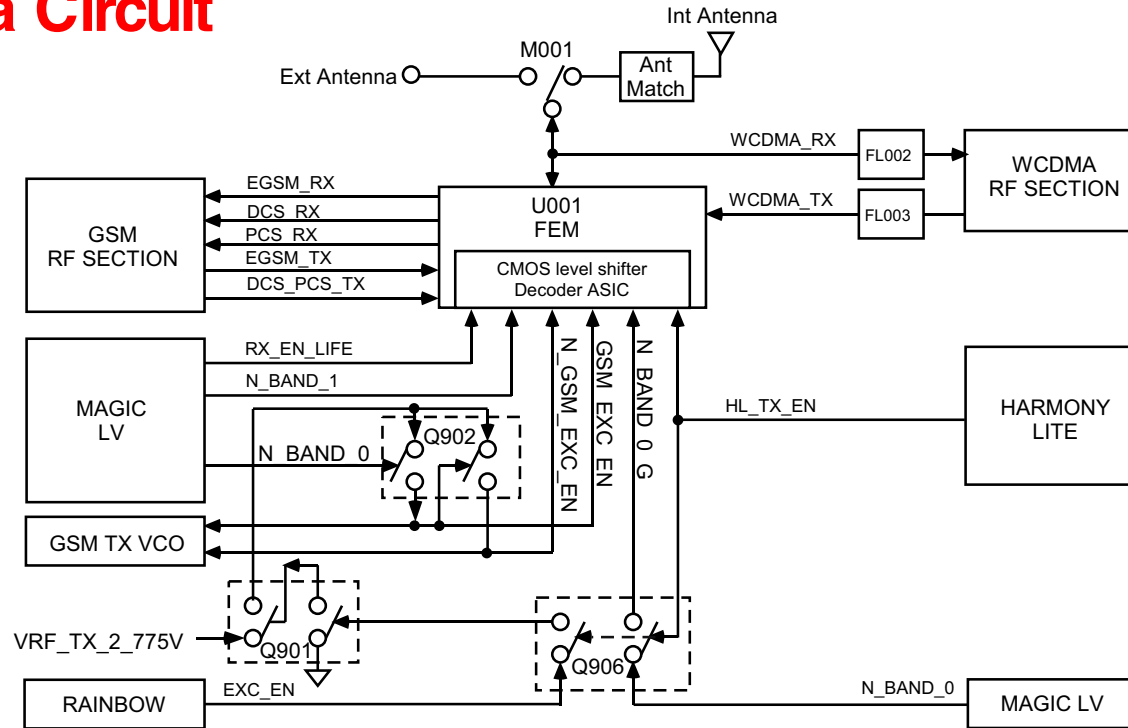 a Circuit
Int Antenna
M001
Ext Antenna
Ant
Match
WCDMA_RX
FL002
WCDMA
RF SECTION
WCDMA_TX
FL003
EGSM_RX
DCS_RX
PCS_RX
EGSM_TX
DCS_PCS_TX
GSM
RF SECTION
U001
FEM
CMOS level shifter
Decoder ASIC
RX_EN_LIFE
N_BAND_1
MAGIC
LV
N_BAND_0
Q902
N_GSM_EXC_EN
GSM_EXC_EN
N_BAND_0_G
HL_TX_EN
HARMONY
LITE
GSM TX VCO
VRF_TX_2_775V
Q901
Q906
RAINBOW
EXC_EN
N_BAND_0
MAGIC LV